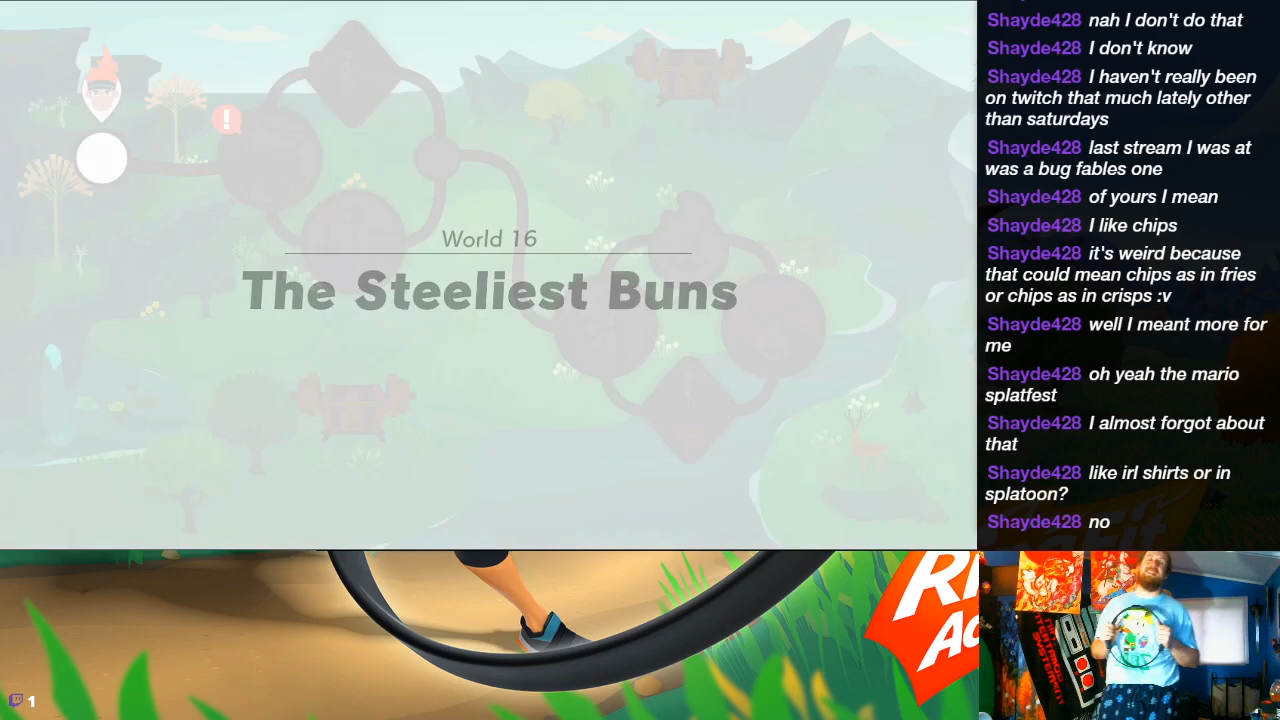 Shayde428 nah I don't do that
Shayde428 I don't know
Shayde428 I haven't really been
on twitch that much lately other
than saturdays
Shayde428 last stream I was at
was a bug fables one
Shayde428 of yours I mean
Shayde428 I like chips
Shayde428 it's weird because
that could mean chips as in fries
or chips as in crisps :v
Shayde428 well I meant more for
me
Shayde428 oh yeah the mario
splatfest
Shayde428 I almost forgot about
that
Shayde428 like irl shirts or in
splatoon?
Shayde428 no
!
World 16
The Steeliest Buns
1